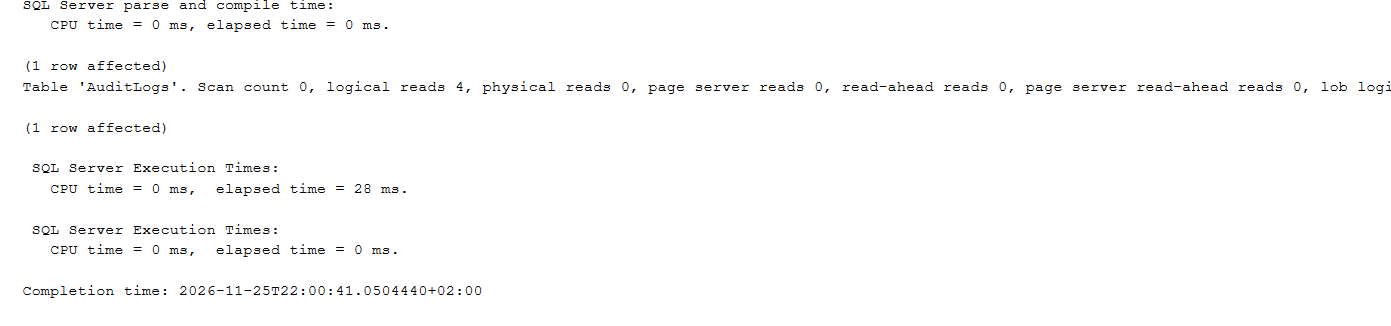 SQL Server parse and compile time:
   CPU time = 0 ms, elapsed time = 0 ms.

(1 row affected)
Table 'AuditLogs'. Scan count 0, logical reads 4, physical reads 0, page server reads 0, read-ahead reads 0, page server read-ahead reads 0, lob logi

(1 row affected)

 SQL Server Execution Times:
   CPU time = 0 ms,  elapsed time = 28 ms.

 SQL Server Execution Times:
   CPU time = 0 ms,  elapsed time = 0 ms.

Completion time: 2026-11-25T22:00:41.0504440+02:00